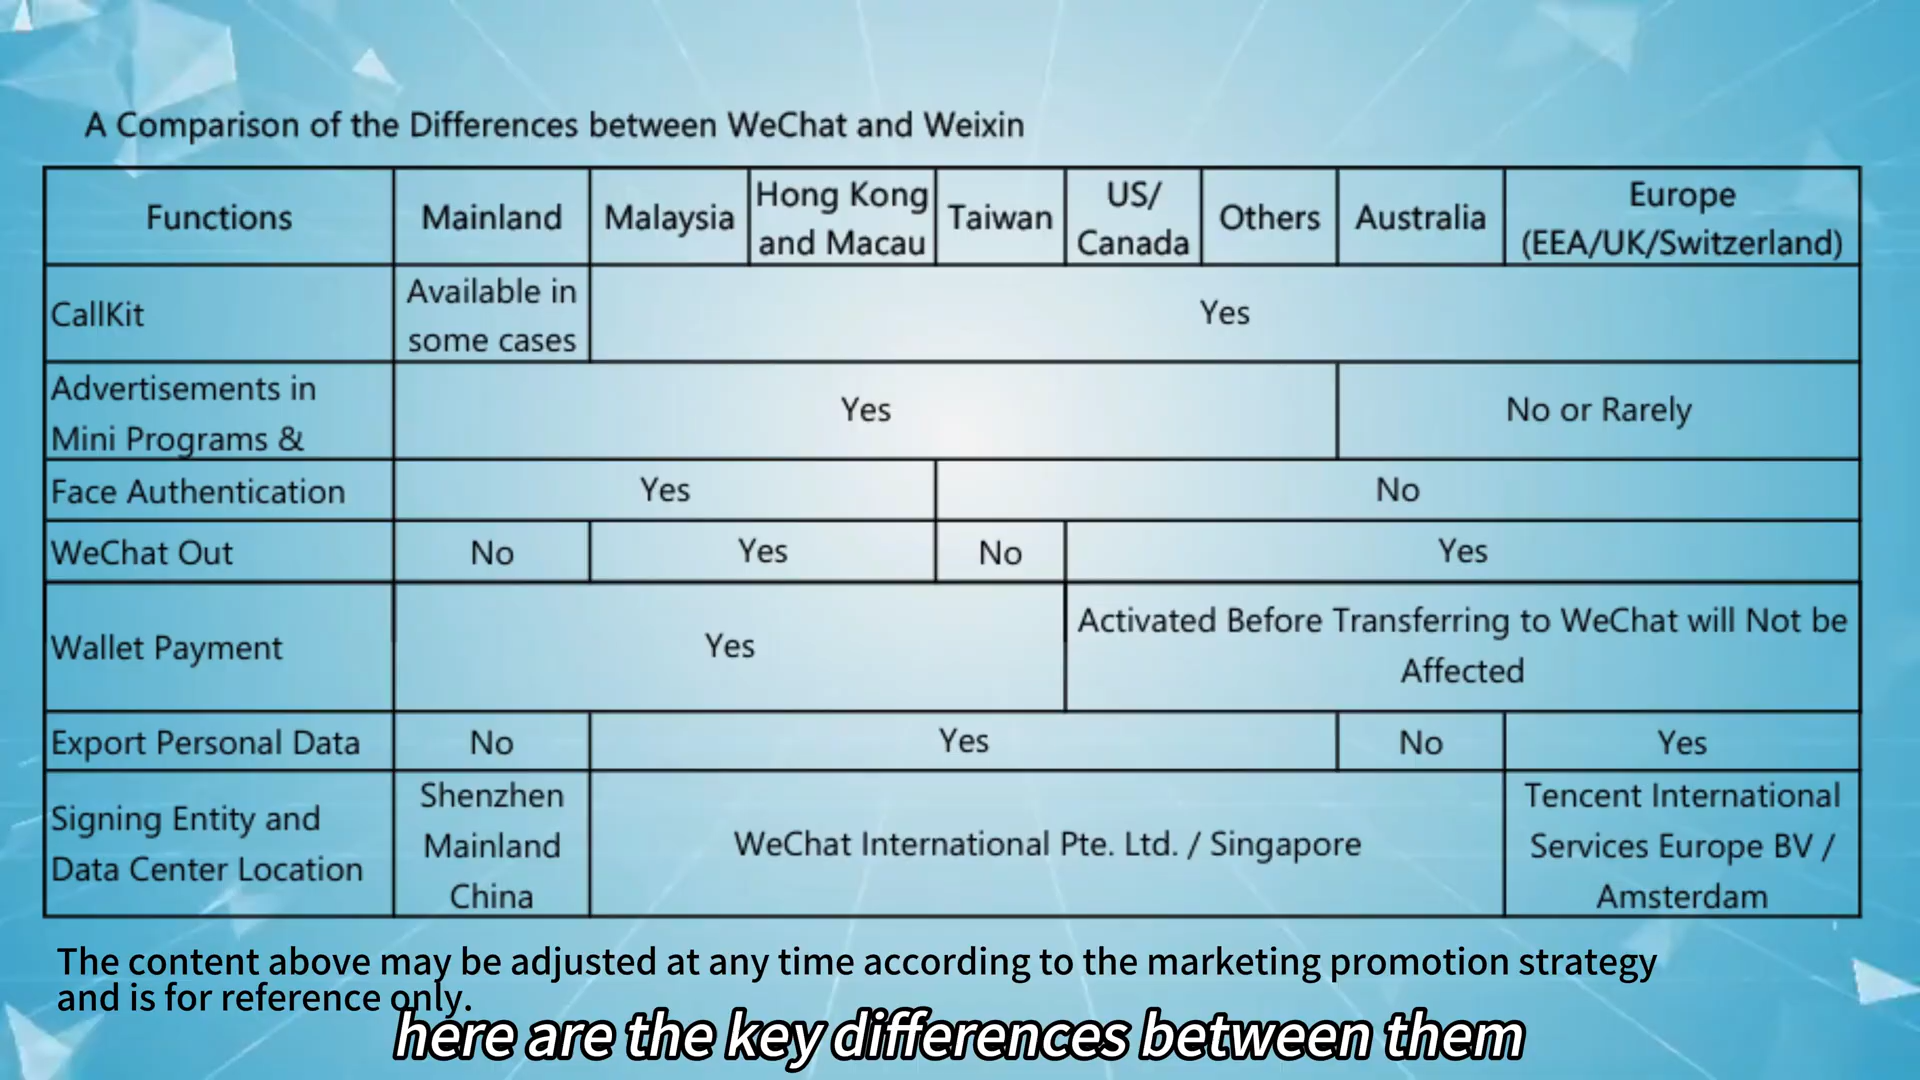 A Comparison of the Differences between WeChat and Weixin
Functions
Mainland
Malaysia
Hong Kong
and Macau
Taiwan
US/
Canada
Others
Australia
Europe
(EEA/UK/Switzerland)
CallKit
Available in
some cases
Yes
Advertisements in
Mini Programs &
Yes
No or Rarely
Face Authentication
Yes
No
WeChat Out
No
Yes
No
Yes
Wallet Payment
Yes
Activated Before Transferring to WeChat will Not be
Affected
Export Personal Data
No
Yes
No
Yes
Signing Entity and
Data Center Location
Shenzhen
Mainland
China
WeChat International Pte. Ltd. / Singapore
Tencent International
Services Europe BV /
Amsterdam
The content above may be adjusted at any time according to the marketing promotion strategy
and is for reference only.
here are the key differences between them